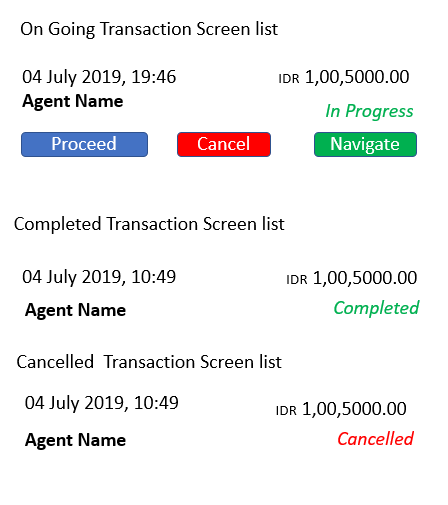 On Going Transaction Screen list
04 July 2019, 19:46 IDR 1,00,5000.00
Agent Name
In Progress
Proceed Cancel Navigate
Completed Transaction Screen list
04 July 2019, 10:49 IDR 1,00,5000.00
Agent Name Completed
Cancelled  Transaction Screen list
04 July 2019, 10:49 IDR 1,00,5000.00
Agent Name Cancelled